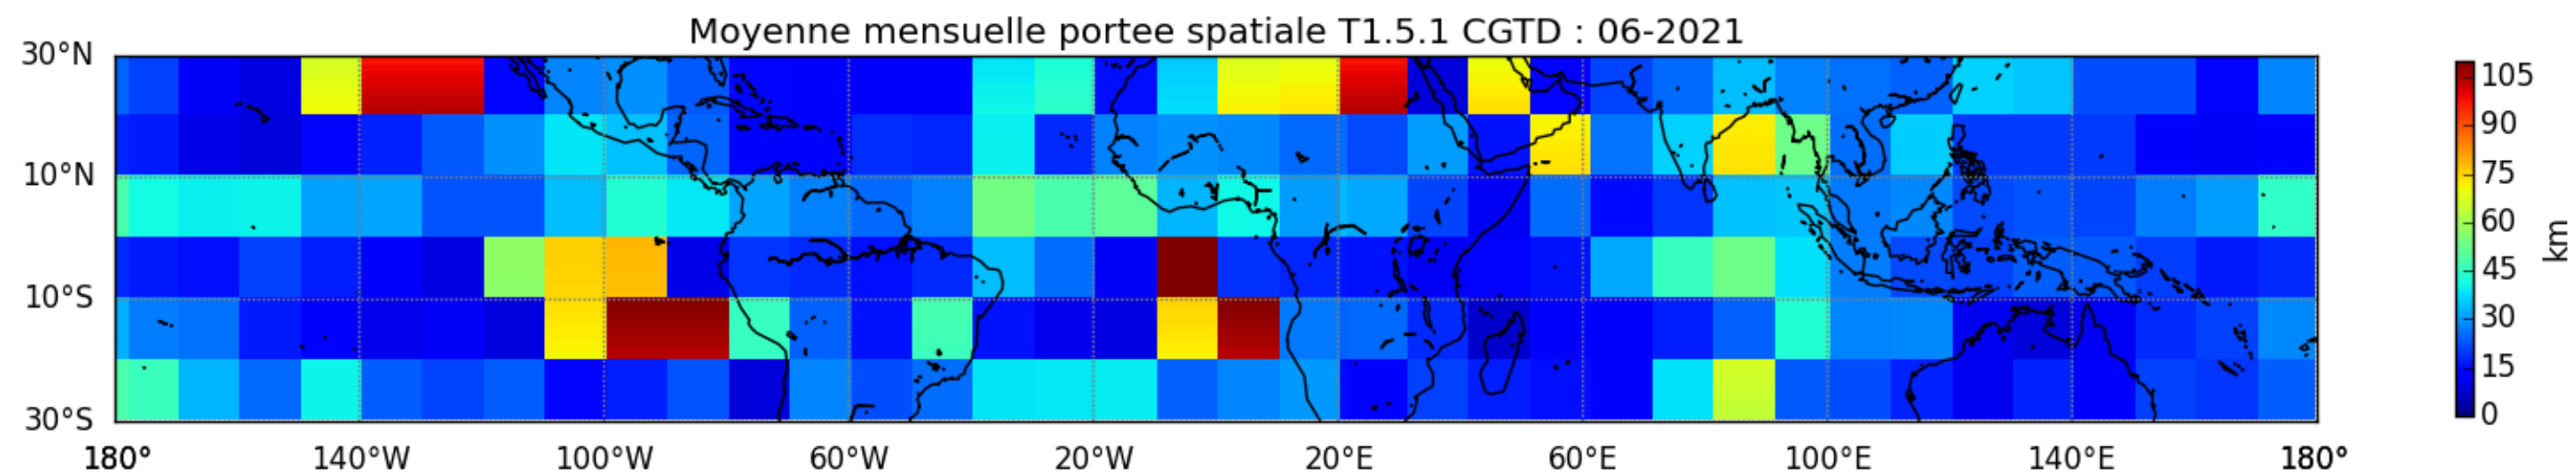 Moyenne mensuelle portee spatiale T1.5.1 CGTD : 06-2021
30°N
10°N
10°S
30°S
180° 140°W 100°W 60°W 20°W 20°E 60°E 100°E 140°E 180°
105
90
75
60
45
30
15
0
km